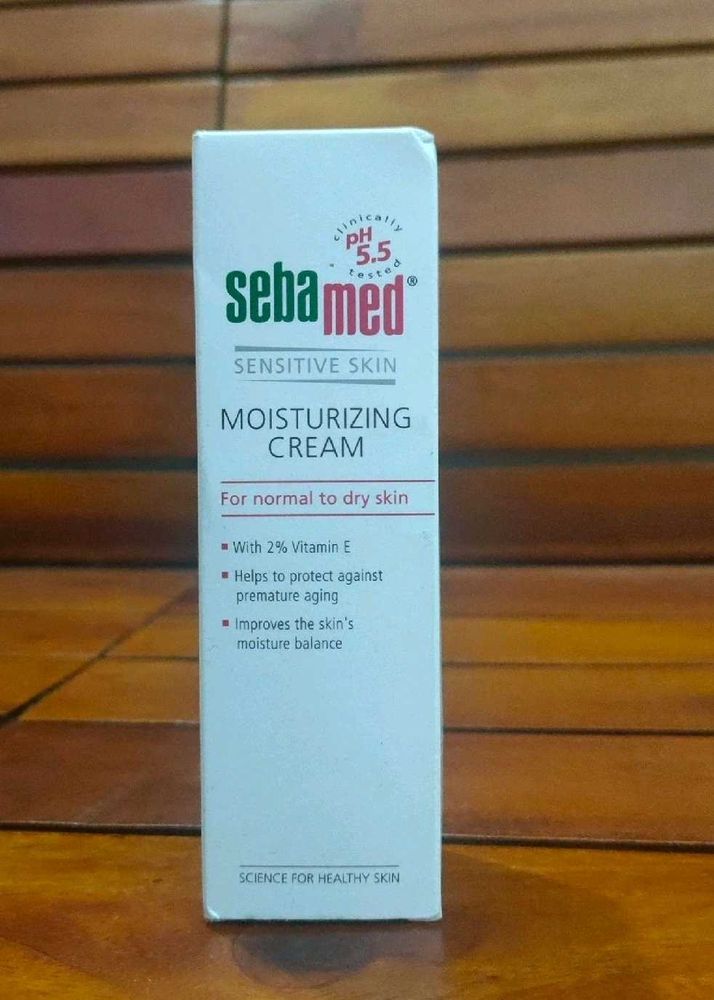 clinically
pH
5.5
tested
sebamed®
SENSITIVE SKIN
MOISTURIZING
CREAM
For normal to dry skin
▪ With 2% Vitamin E
▪ Helps to protect against
premature aging
▪ Improves the skin's
moisture balance
SCIENCE FOR HEALTHY SKIN